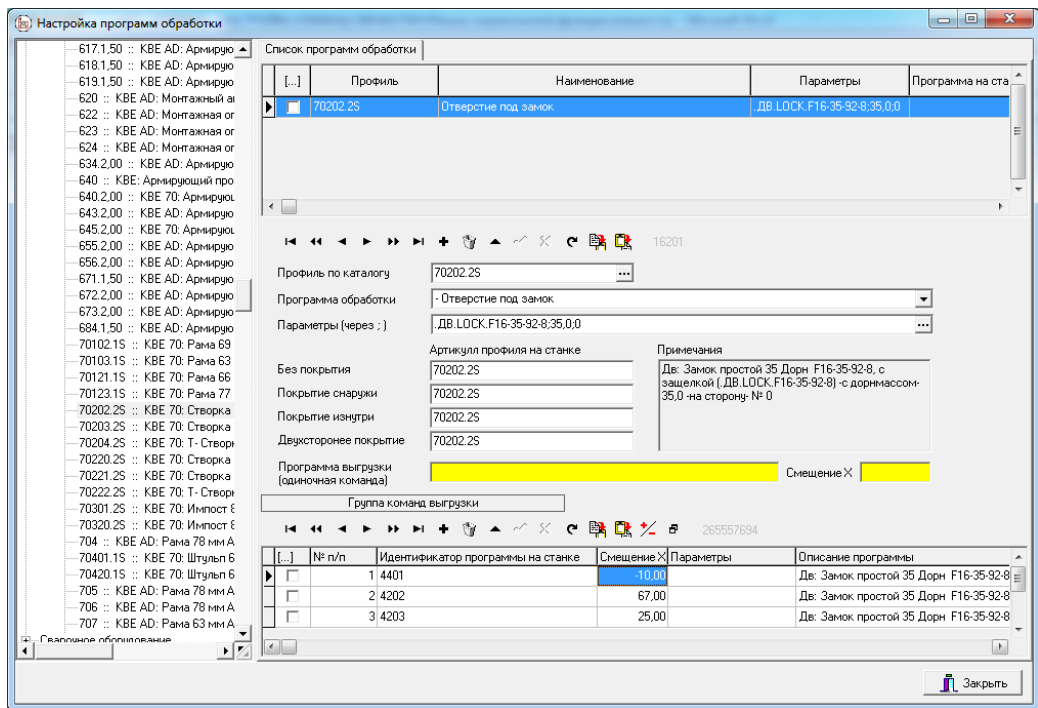 Настройка программ обработки
617.1,50 :: KBE AD: Армирую
618.1,50 :: KBE AD: Армирую
619.1,50 :: KBE AD: Армирую
620 :: KBE AD: Монтажный
622 :: KBE AD: Монтажная ог
623 :: KBE AD: Монтажная ог
624 :: KBE AD: Монтажная ог
634.2,00 :: KBE AD: Армирую
640 :: KBE: Армирующий про
640.2,00 :: KBE 70: Армирующ
643.2,00 :: KBE AD: Армирую
645.2,00 :: KBE 70: Армирующ
655.2,00 :: KBE AD: Армирую
656.2,00 :: KBE AD: Армирую
671.1,50 :: KBE AD: Армирую
672.2,00 :: KBE AD: Армирую
673.2,00 :: KBE AD: Армирую
684.1,50 :: KBE AD: Армирую
70102.1S :: KBE 70: Рама 69
70103.1S :: KBE 70: Рама 63
70121.1S :: KBE 70: Рама 66
70123.1S :: KBE 70: Рама 77
70202.2S :: KBE 70: Створка
70203.2S :: KBE 70: Створка
70204.2S :: KBE 70: Т- Створн
70220.2S :: KBE 70: Створка
70221.2S :: KBE 70: Створка
70222.2S :: KBE 70: Т- Створн
70301.2S :: KBE 70: Импост 8
70320.2S :: KBE 70: Импост 8
704 :: KBE AD: Рама 78 мм А
70401.1S :: KBE 70: Штульп 6
70420.1S :: KBE 70: Штульп 6
705 :: KBE AD: Рама 78 мм А
706 :: KBE AD: Рама 78 мм А
707 :: KBE AD: Рама 63 мм А
Сварочное оборудование
Список программ обработки
[...] Профиль Наименование Параметры Программа на ста
70202.2S Отверстие под замок .ДВ.LOCK.F16-35-92-8;35,0;0
16201
Профиль по каталогу 70202.2S ...
Программа обработки - Отверстие под замок
Параметры (через ; ) .ДВ.LOCK.F16-35-92-8;35,0;0 ...
Артикулл профиля на станке Примечания
Без покрытия 70202.2S
Покрытие снаружи 70202.2S
Покрытие изнутри 70202.2S
Двухсторонее покрытие 70202.2S
Дв: Замок простой 35 Дорн F16-35-92-8, с
защелкой (.ДВ.LOCK.F16-35-92-8) -с дорнмассом-
35,0 -на сторону- № 0
Программа выгрузки
(одиночная команда)
Смещение X
Группа команд выгрузки
265557694
[...] № п/п Идентификатор программы на станке Смещение X Параметры Описание программы
1 4401 -10,00 Дв: Замок простой 35 Дорн F16-35-92-8
2 4202 67,00 Дв: Замок простой 35 Дорн F16-35-92-8
3 4203 25,00 Дв: Замок простой 35 Дорн F16-35-92-8
Закрыть